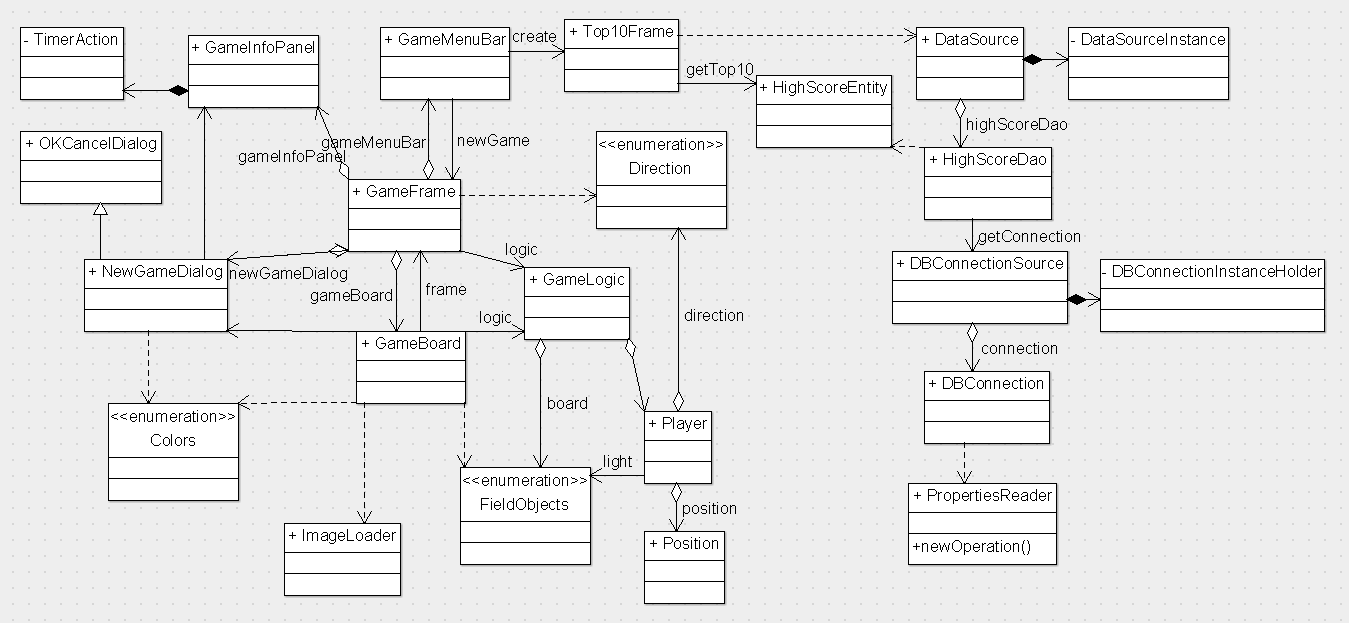 - TimerAction
+ GameInfoPanel
+ GameMenuBar
create
+ Top10Frame
+ DataSource
- DataSourceInstance
getTop10
+ HighScoreEntity
highScoreDao
+ OKCancelDialog
gameInfoPanel
gameMenuBar
newGame
<<enumeration>>
Direction
+ HighScoreDao
+ GameFrame
getConnection
logic
+ NewGameDialog
newGameDialog
gameBoard
frame
+ GameLogic
+ DBConnectionSource
- DBConnectionInstanceHolder
logic
direction
+ GameBoard
connection
+ DBConnection
<<enumeration>>
Colors
board
+ Player
light
<<enumeration>>
FieldObjects
position
+ PropertiesReader
+newOperation()
+ ImageLoader
+ Position